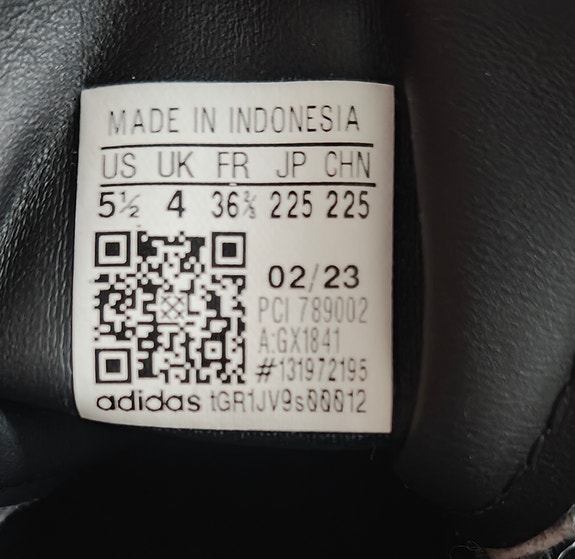 MADE IN INDONESIA
US UK FR JP CHN
5½ 4 36⅔ 225 225
02/23
PCI 789002
A:GX1841
#131972195
adidas tGR1JV9s00012